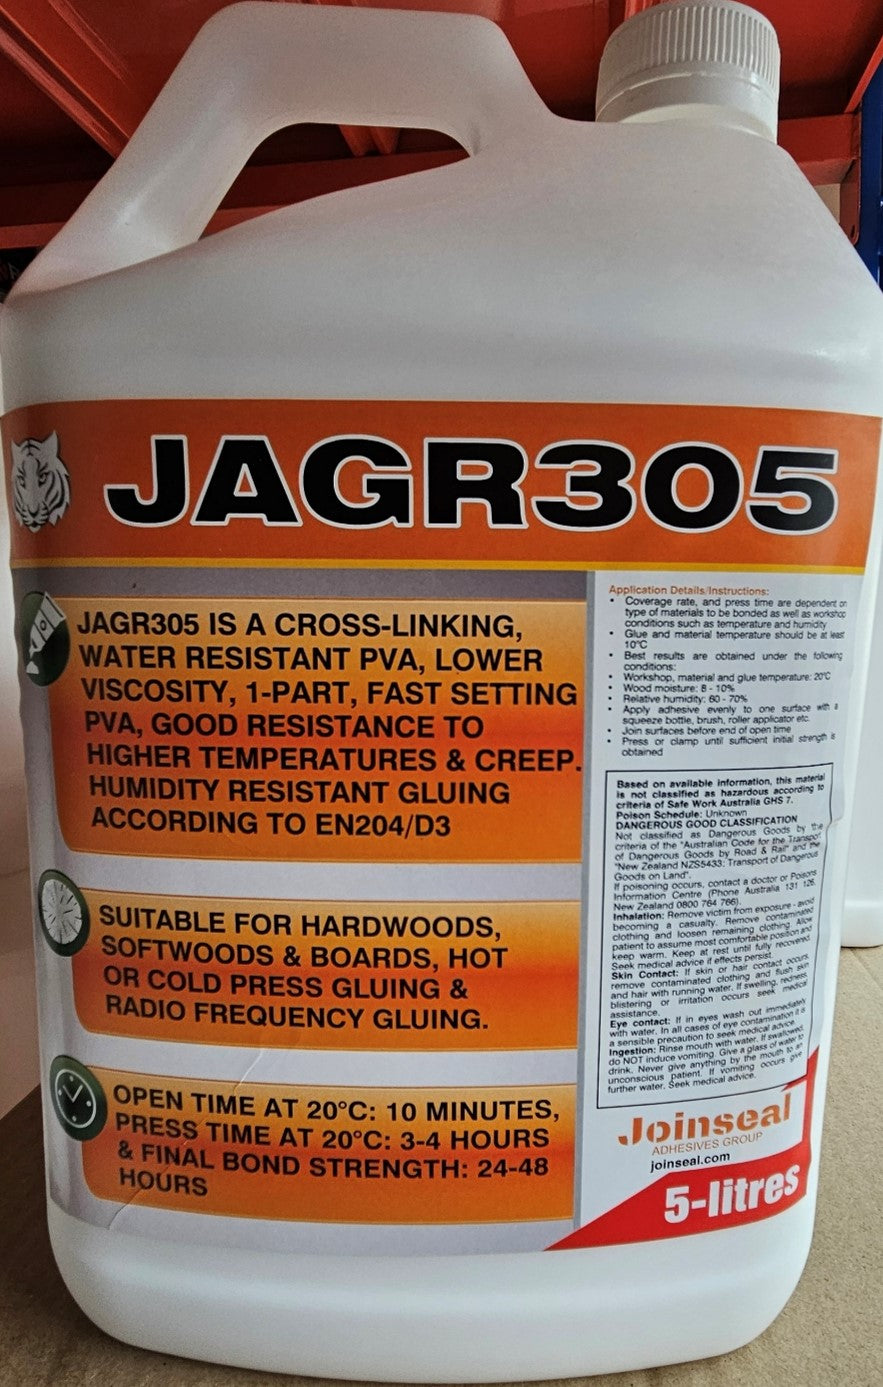 JAGR305
JAGR305 IS A CROSS-LINKING,
WATER RESISTANT PVA, LOWER
VISCOSITY, 1-PART, FAST SETTING
PVA, GOOD RESISTANCE TO
HIGHER TEMPERATURES & CREEP.
HUMIDITY RESISTANT GLUING
ACCORDING TO EN204/D3
SUITABLE FOR HARDWOODS,
SOFTWOODS & BOARDS, HOT
OR COLD PRESS GLUING &
RADIO FREQUENCY GLUING.
OPEN TIME AT 20°C: 10 MINUTES,
PRESS TIME AT 20°C: 3-4 HOURS
& FINAL BOND STRENGTH: 24-48
HOURS
Application Details/Instructions:
• Coverage rate, and press time are dependent on
type of materials to be bonded as well as workshop
conditions such as temperature and humidity
• Glue and material temperature should be at least
10°C
• Best results are obtained under the following
conditions:
• Workshop, material and glue temperature: 20°C
• Wood moisture: 8 - 10%
• Relative humidity: 60 - 70%
• Apply adhesive evenly to one surface with a
squeeze bottle, brush, roller applicator etc.
• Join surfaces before end of open time
• Press or clamp until sufficient initial strength is
obtained
Based on available information, this material
is not classified as hazardous according to
criteria of Safe Work Australia GHS 7.
Poison Schedule: Unknown
DANGEROUS GOOD CLASSIFICATION
Not classified as Dangerous Goods by the
criteria of the "Australian Code for the Transport
of Dangerous Goods by Road & Rail" and the
"New Zealand NZS5433: Transport of Dangerous
Goods on Land".
If poisoning occurs, contact a doctor or Poisons
Information Centre (Phone Australia 131 126,
New Zealand 0800 764 766).
Inhalation: Remove victim from exposure - avoid
becoming a casualty. Remove contaminated
clothing and loosen remaining clothing. Allow
patient to assume most comfortable position and
keep warm. Keep at rest until fully recovered.
Seek medical advice if effects persist.
Skin Contact: If skin or hair contact occurs,
remove contaminated clothing and flush skin
and hair with running water. If swelling, redness,
blistering or irritation occurs seek medical
assistance.
Eye contact: If in eyes wash out immediately
with water. In all cases of eye contamination it is
a sensible precaution to seek medical advice.
Ingestion: Rinse mouth with water. If swallowed,
do NOT induce vomiting. Give a glass of water to
drink. Never give anything by the mouth to an
unconscious patient. If vomiting occurs give
further water. Seek medical advice.
Joinseal
ADHESIVES GROUP
joinseal.com
5-litres